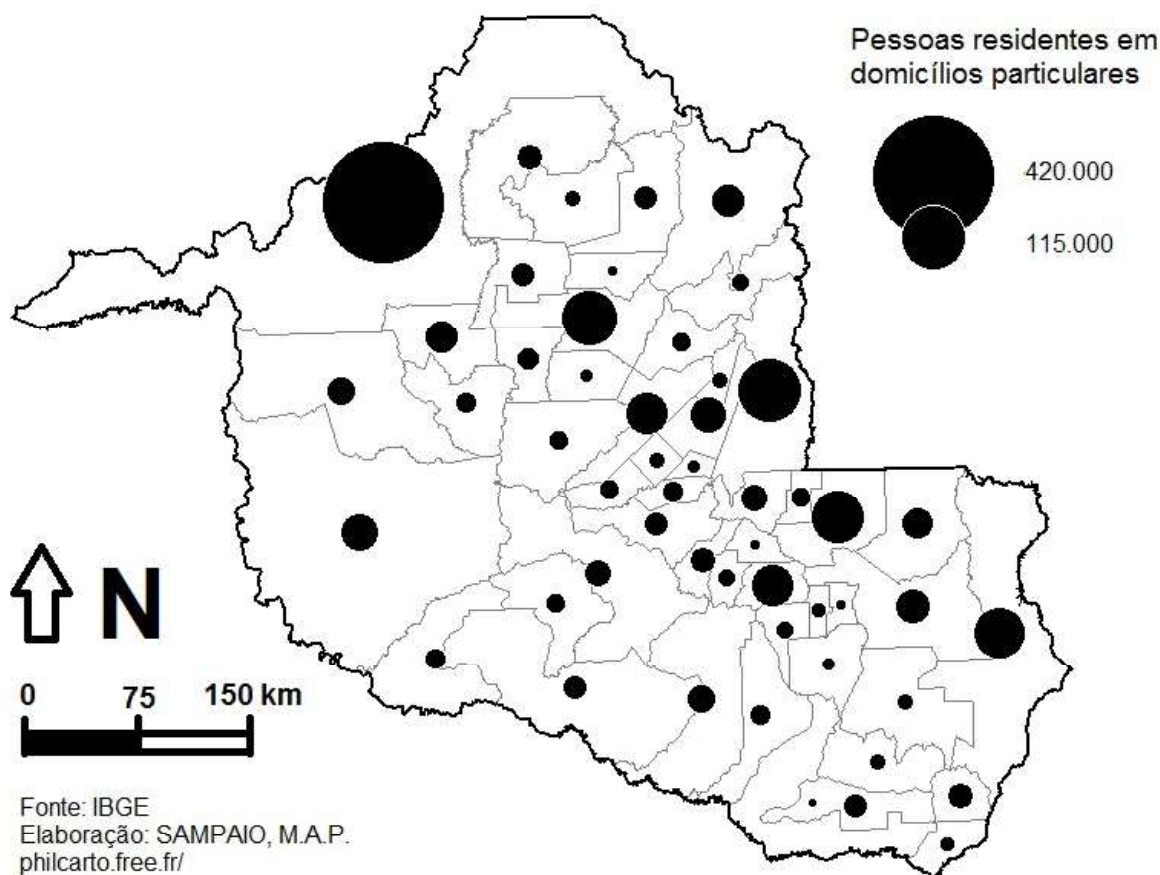 Pessoas residentes em
domicílios particulares
420.000
115.000
N
0 75 150 km
Fonte: IBGE
Elaboração: SAMPAIO, M.A.P.
philcarto.free.fr/